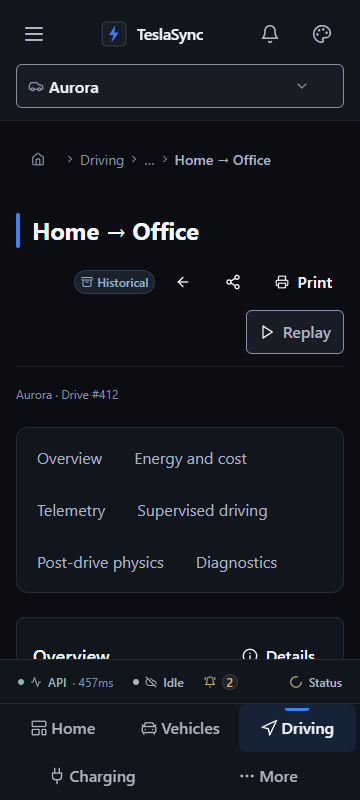 TeslaSync
Aurora
Driving ... Home → Office
Home → Office
Historical Print
Replay
Aurora · Drive #412
Overview Energy and cost
Telemetry Supervised driving
Post-drive physics Diagnostics
Overview Details
API · 457ms Idle 2 Status
Home Vehicles Driving
Charging More